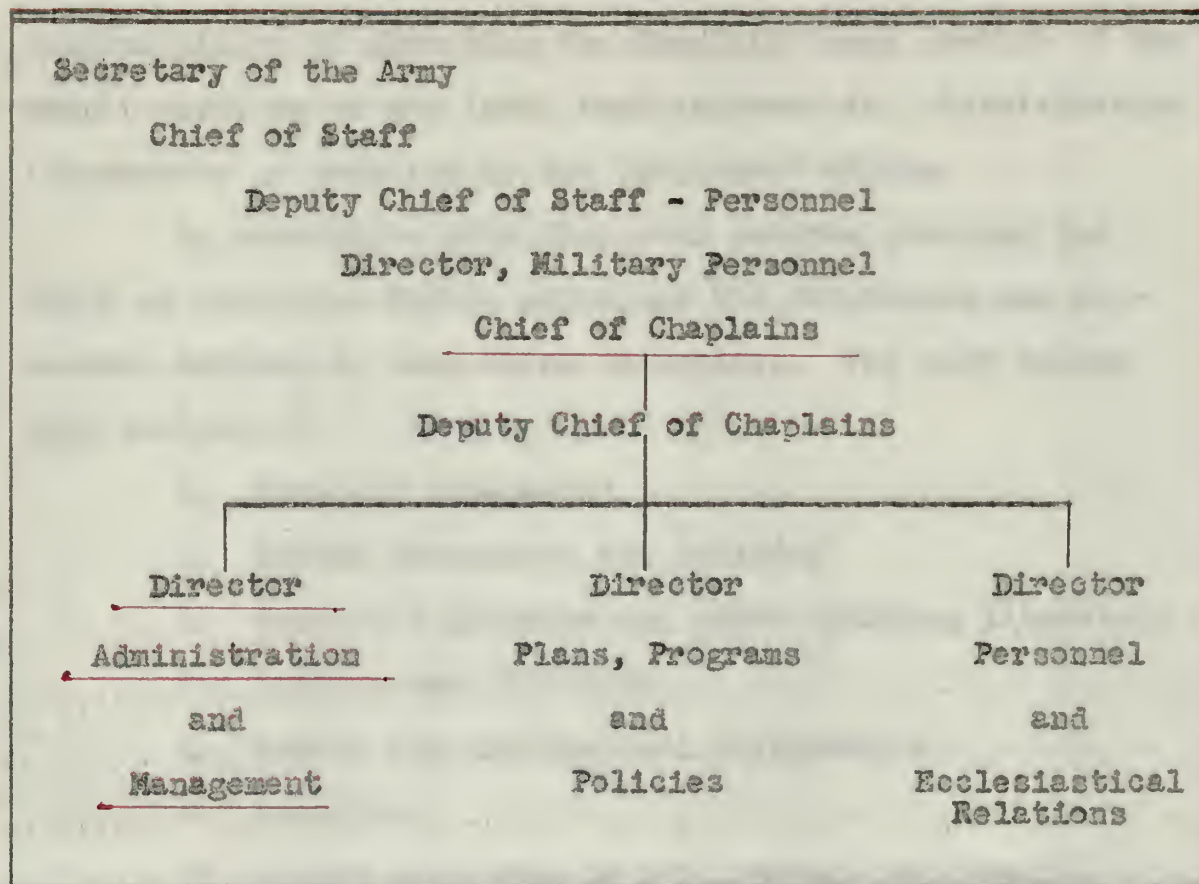 Secretary of the Army
Chief of Staff
Deputy Chief of Staff - Personnel
Director, Military Personnel
Chief of Chaplains
Deputy Chief of Chaplains
Director Director Director
Administration Plans, Programs Personnel
and and and
Management Policies Ecclesiastical
Relations